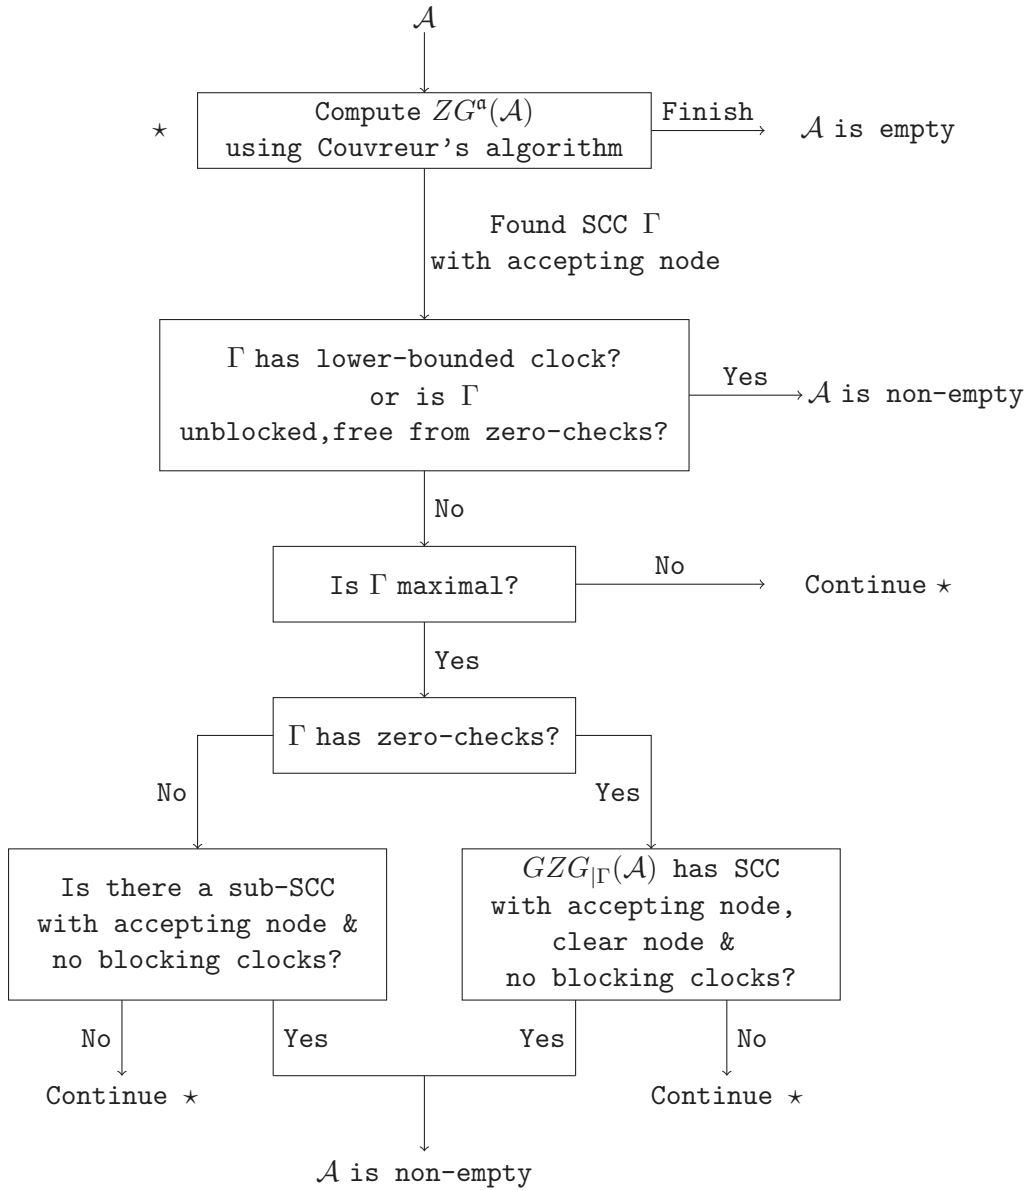 𝒜
Compute ZG^𝔞(𝒜)
using Couvreur's algorithm
⋆
Finish
𝒜 is empty
Found SCC Γ
with accepting node
Γ has lower-bounded clock?
or is Γ
unblocked,free from zero-checks?
Yes
𝒜 is non-empty
No
Is Γ maximal?
No
Continue ⋆
Yes
Γ has zero-checks?
No
Yes
Is there a sub-SCC
with accepting node &
no blocking clocks?
GZG_{|Γ}(𝒜) has SCC
with accepting node,
clear node &
no blocking clocks?
No
Yes
Yes
No
Continue ⋆
Continue ⋆
𝒜 is non-empty